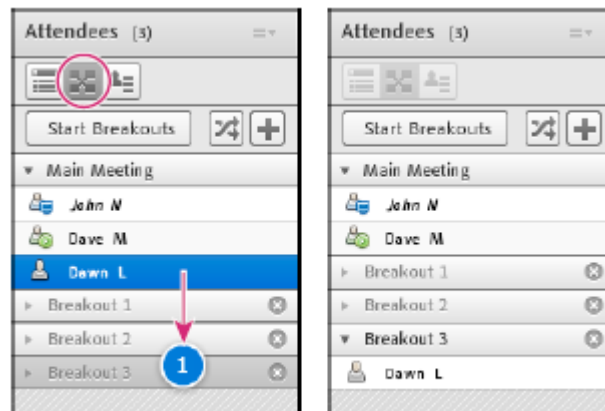 Attendees (3)
Start Breakouts
Main Meeting
John N
Dave M
Dawn L
Breakout 1
Breakout 2
1
Breakout 3
Attendees (3)
Start Breakouts
Main Meeting
John N
Dave M
Breakout 1
Breakout 2
Breakout 3
Dawn L